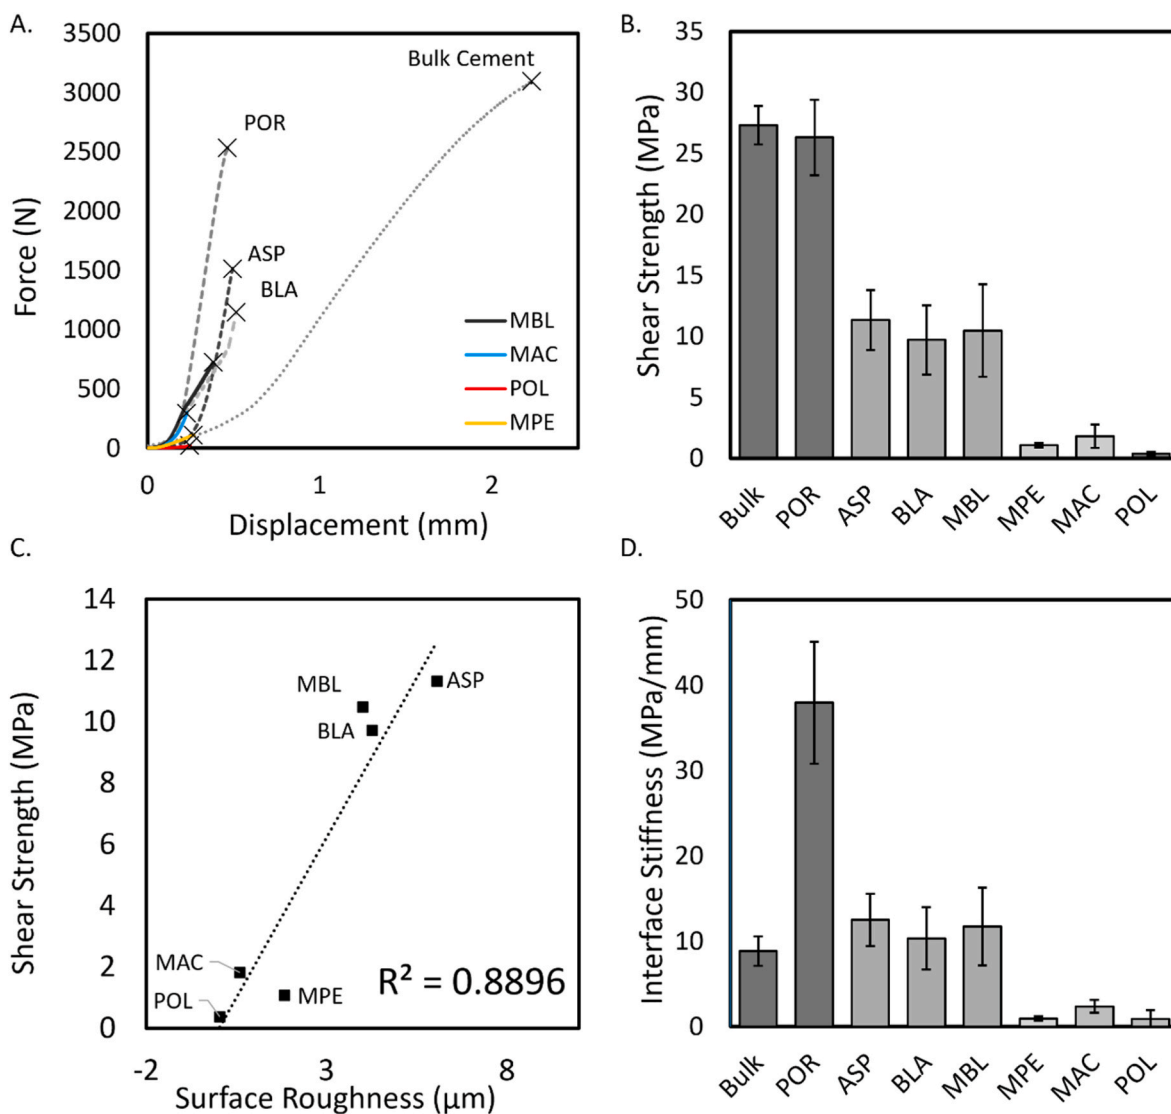 A.
3500
3000
2500
2000
1500
1000
500
0
Force (N)
Bulk Cement
POR
ASP
BLA
MBL
MAC
POL
MPE
0 1 2
Displacement (mm)
B.
35
30
25
20
15
10
5
0
Shear Strength (MPa)
Bulk POR ASP BLA MBL MPE MAC POL
C.
14
12
10
8
6
4
2
0
Shear Strength (MPa)
MBL
ASP
BLA
MAC
POL
MPE
R² = 0.8896
-2 3 8
Surface Roughness (μm)
D.
50
40
30
20
10
0
Interface Stiffness (MPa/mm)
Bulk POR ASP BLA MBL MPE MAC POL